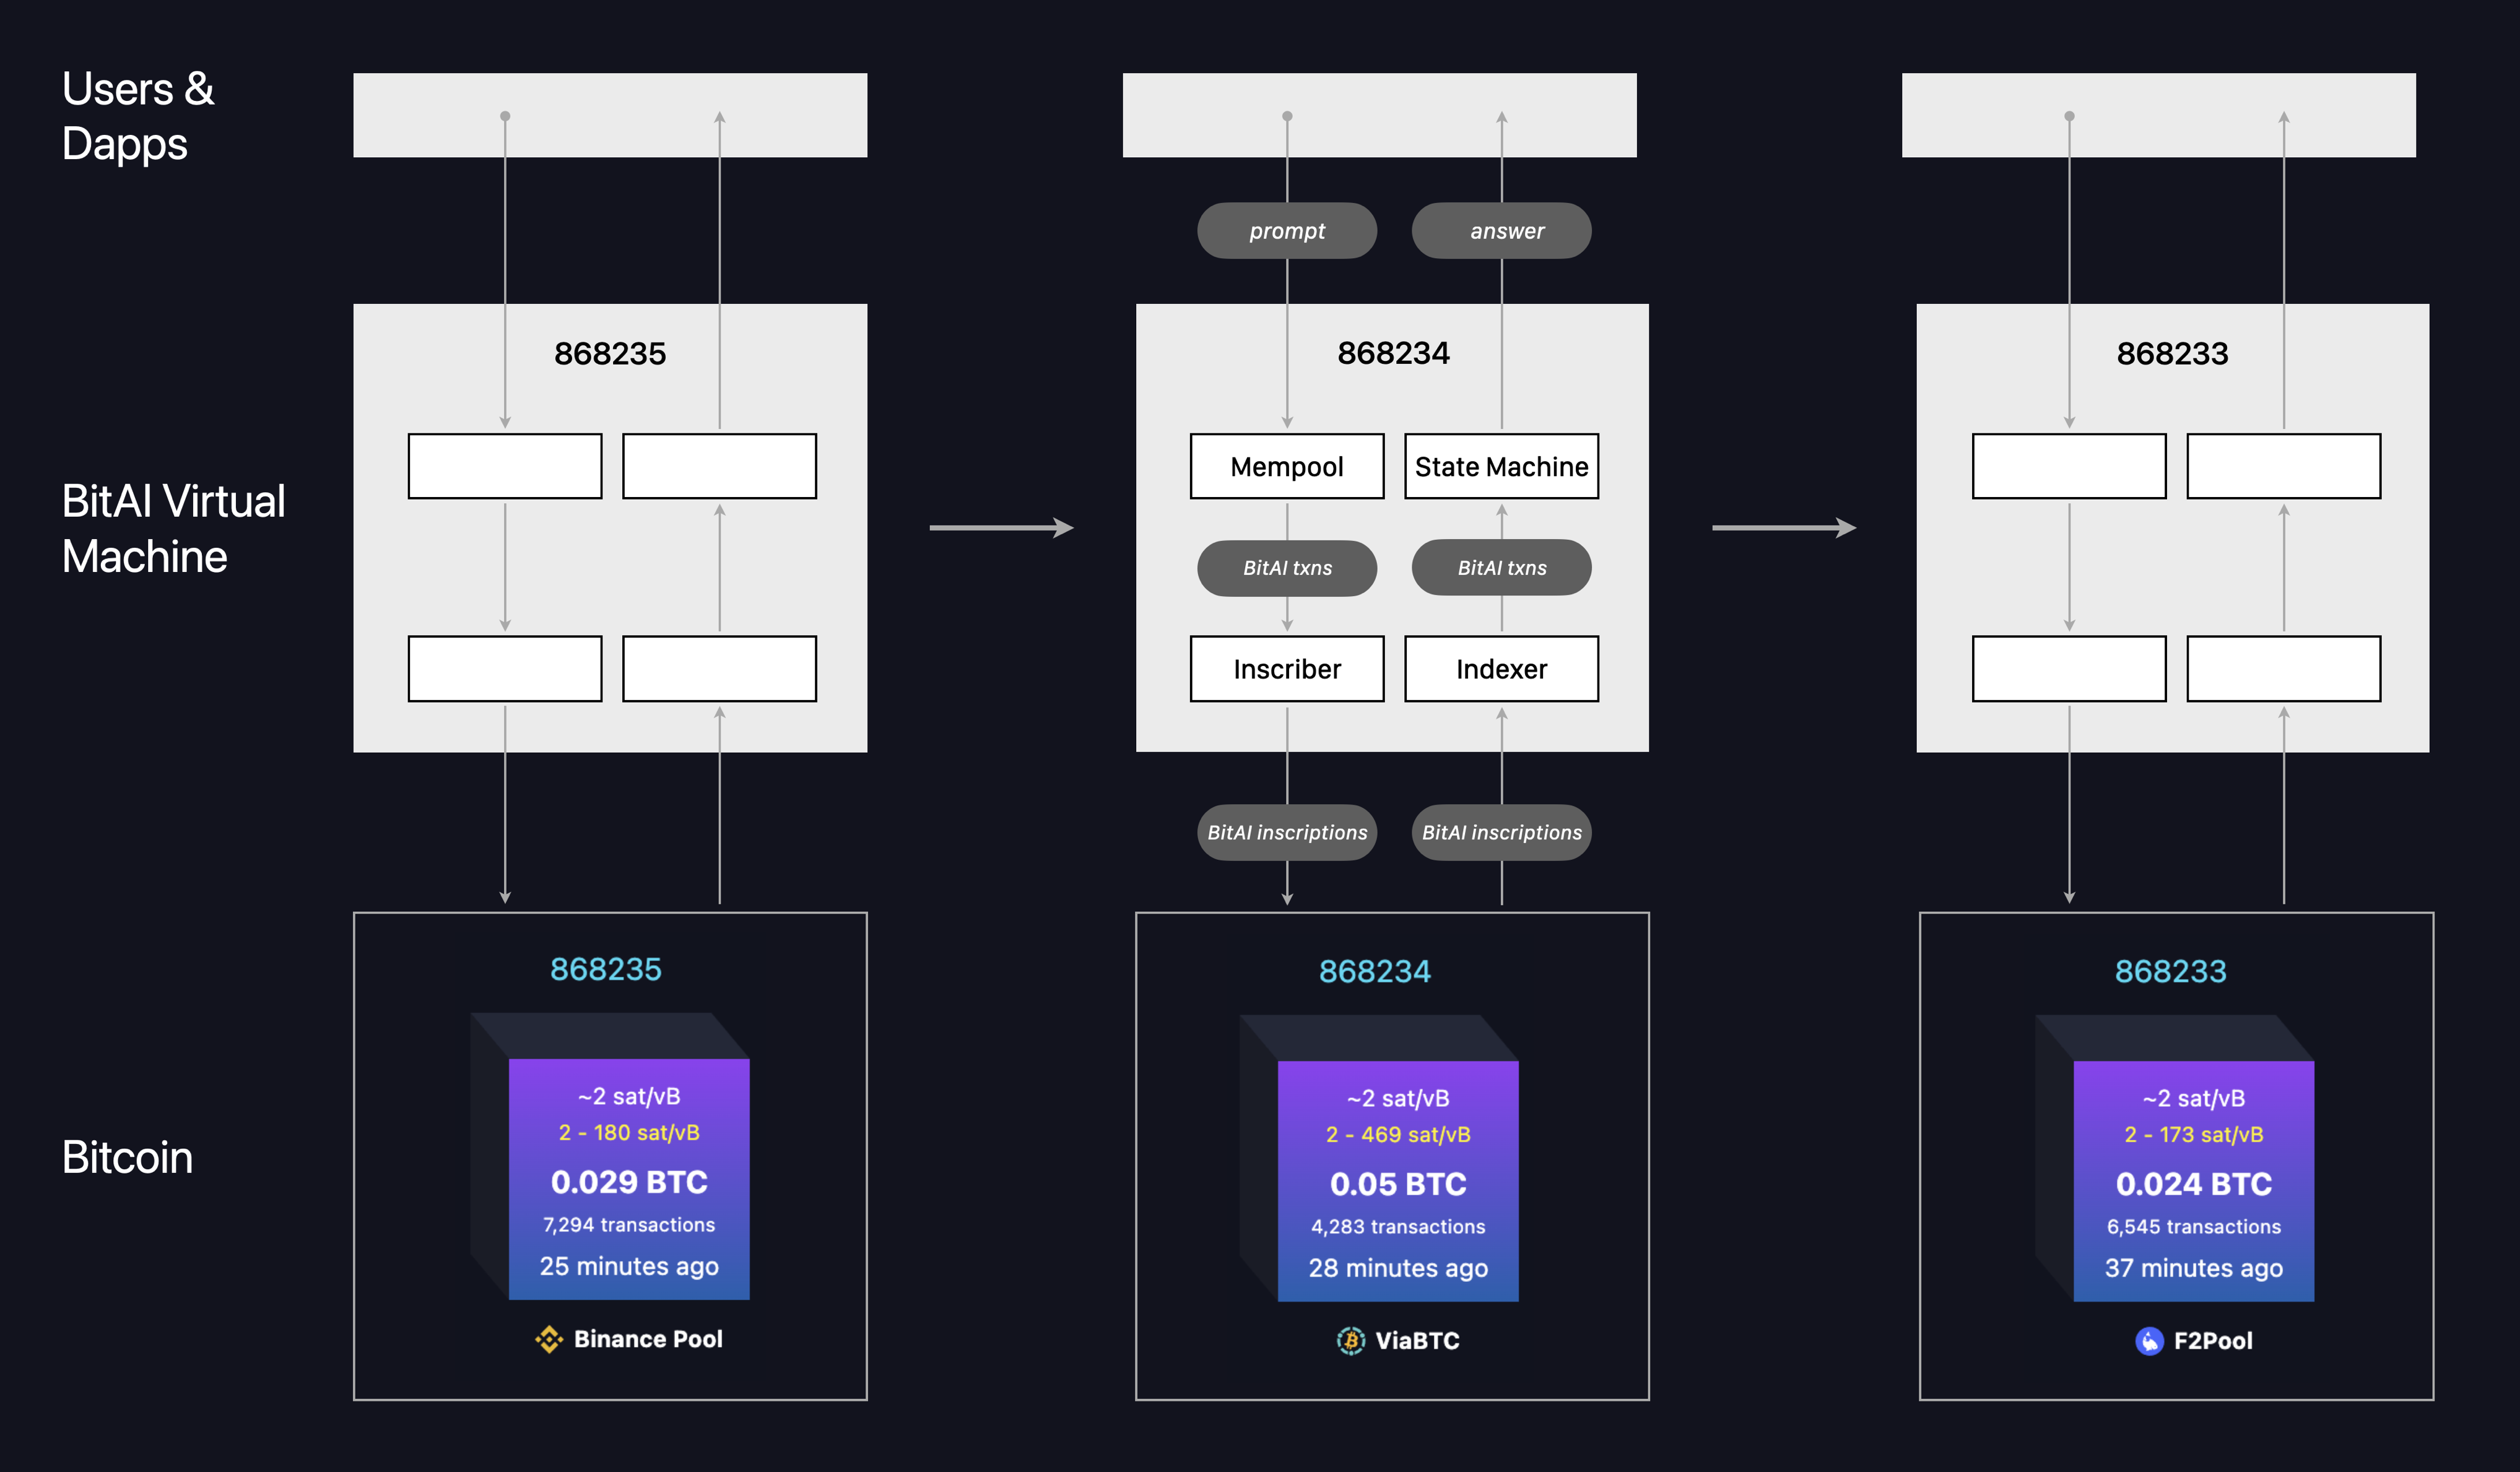 Users &
Dapps
prompt
answer
BitAI Virtual
Machine
868235
868234
Mempool
State Machine
BitAI txns
BitAI txns
Inscriber
Indexer
868233
BitAI inscriptions
BitAI inscriptions
Bitcoin
868235
~2 sat/vB
2 - 180 sat/vB
0.029 BTC
7,294 transactions
25 minutes ago
Binance Pool
868234
~2 sat/vB
2 - 469 sat/vB
0.05 BTC
4,283 transactions
28 minutes ago
ViaBTC
868233
~2 sat/vB
2 - 173 sat/vB
0.024 BTC
6,545 transactions
37 minutes ago
F2Pool